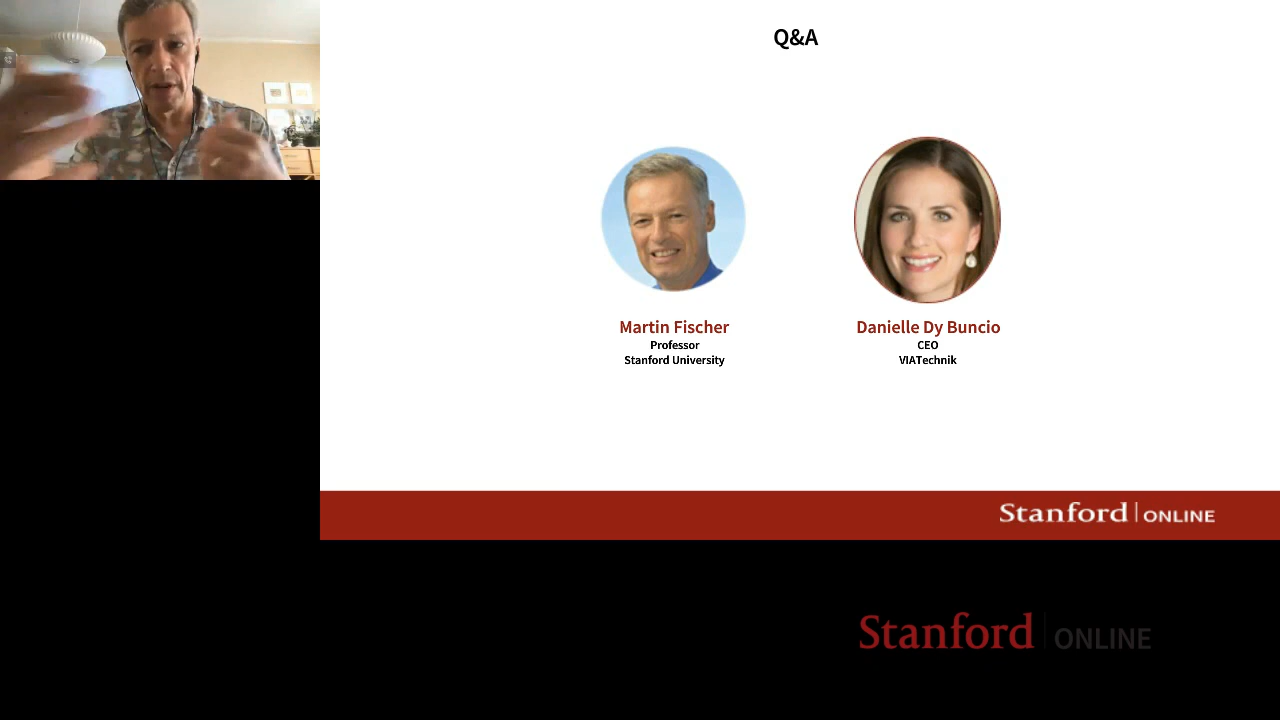 Q&A
Martin Fischer
Professor
Stanford University
Danielle Dy Buncio
CEO
VIATechnik
Stanford | ONLINE
Stanford | ONLINE